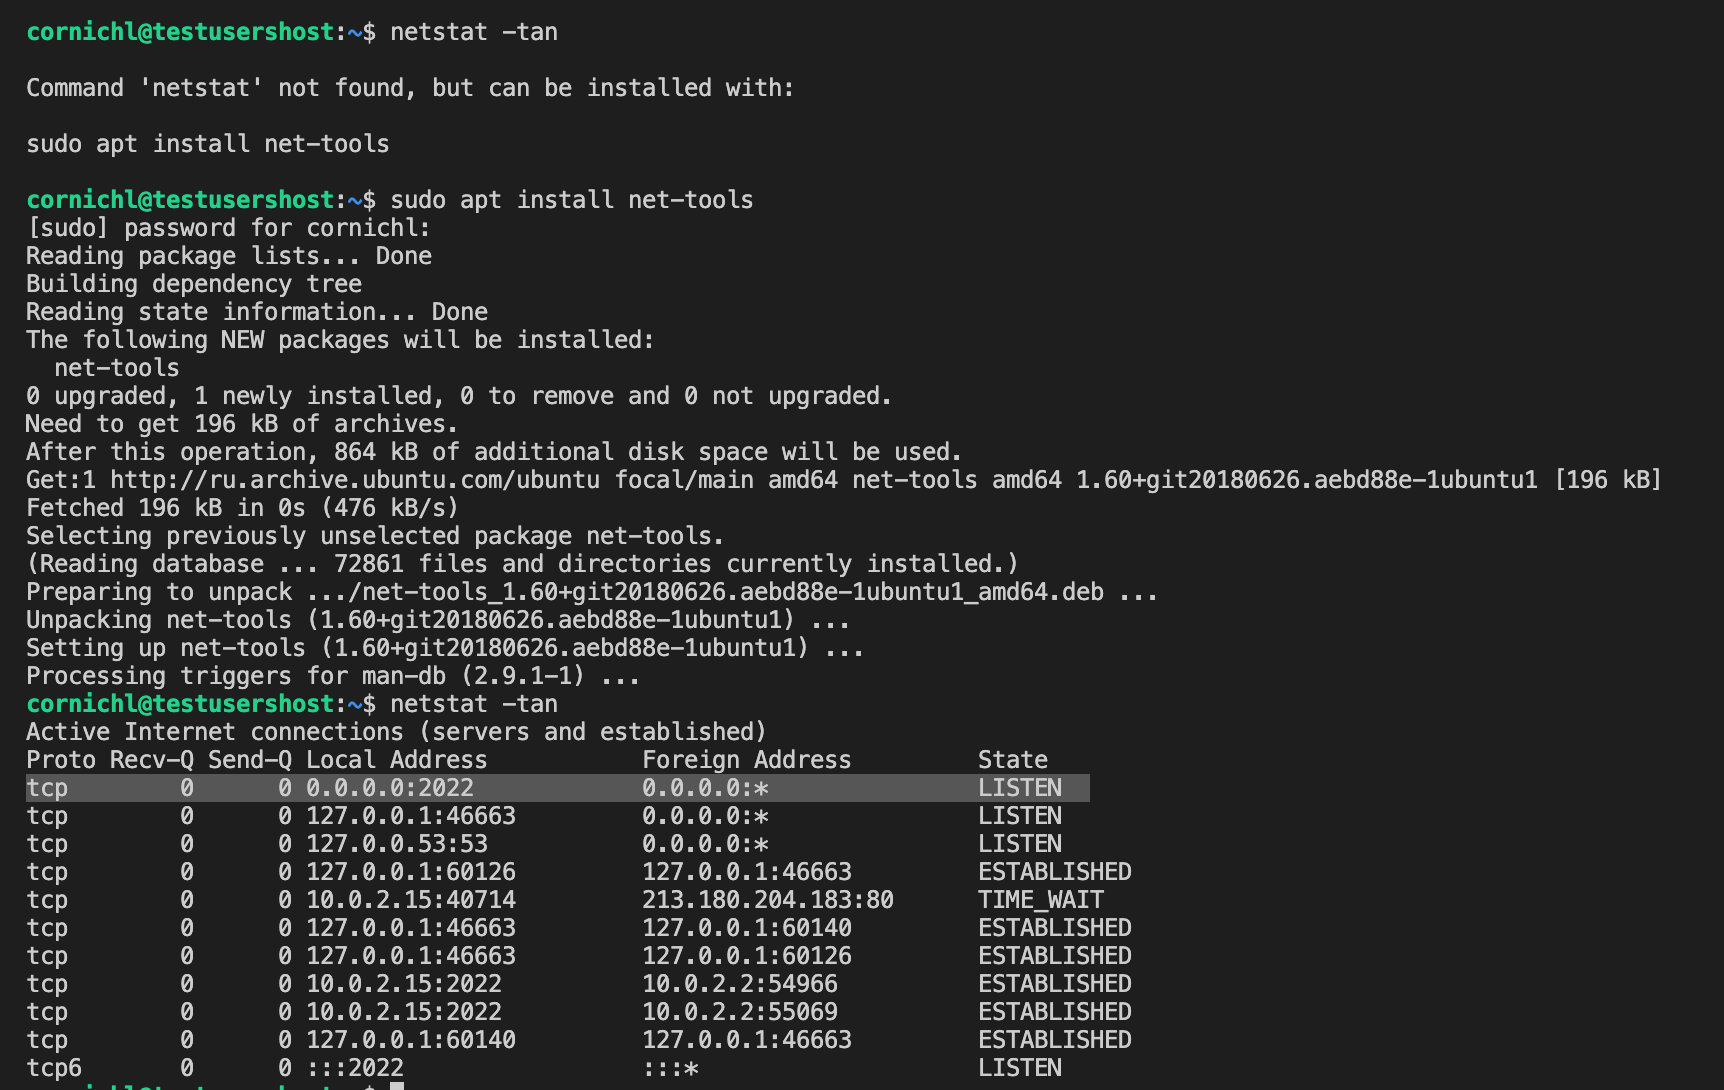 cornichl@testusershost:~$ netstat -tan
Command 'netstat' not found, but can be installed with:
sudo apt install net-tools
cornichl@testusershost:~$ sudo apt install net-tools
[sudo] password for cornichl:
Reading package lists... Done
Building dependency tree
Reading state information... Done
The following NEW packages will be installed:
  net-tools
0 upgraded, 1 newly installed, 0 to remove and 0 not upgraded.
Need to get 196 kB of archives.
After this operation, 864 kB of additional disk space will be used.
Get:1 http://ru.archive.ubuntu.com/ubuntu focal/main amd64 net-tools amd64 1.60+git20180626.aebd88e-1ubuntu1 [196 kB]
Fetched 196 kB in 0s (476 kB/s)
Selecting previously unselected package net-tools.
(Reading database ... 72861 files and directories currently installed.)
Preparing to unpack .../net-tools_1.60+git20180626.aebd88e-1ubuntu1_amd64.deb ...
Unpacking net-tools (1.60+git20180626.aebd88e-1ubuntu1) ...
Setting up net-tools (1.60+git20180626.aebd88e-1ubuntu1) ...
Processing triggers for man-db (2.9.1-1) ...
cornichl@testusershost:~$ netstat -tan
Active Internet connections (servers and established)
Proto Recv-Q Send-Q Local Address           Foreign Address         State
tcp        0      0 0.0.0.0:2022            0.0.0.0:*               LISTEN
tcp        0      0 127.0.0.1:46663         0.0.0.0:*               LISTEN
tcp        0      0 127.0.0.53:53           0.0.0.0:*               LISTEN
tcp        0      0 127.0.0.1:60126         127.0.0.1:46663         ESTABLISHED
tcp        0      0 10.0.2.15:40714         213.180.204.183:80      TIME_WAIT
tcp        0      0 127.0.0.1:46663         127.0.0.1:60140         ESTABLISHED
tcp        0      0 127.0.0.1:46663         127.0.0.1:60126         ESTABLISHED
tcp        0      0 10.0.2.15:2022          10.0.2.2:54966          ESTABLISHED
tcp        0      0 10.0.2.15:2022          10.0.2.2:55069          ESTABLISHED
tcp        0      0 127.0.0.1:60140         127.0.0.1:46663         ESTABLISHED
tcp6       0      0 :::2022                 :::*                    LISTEN